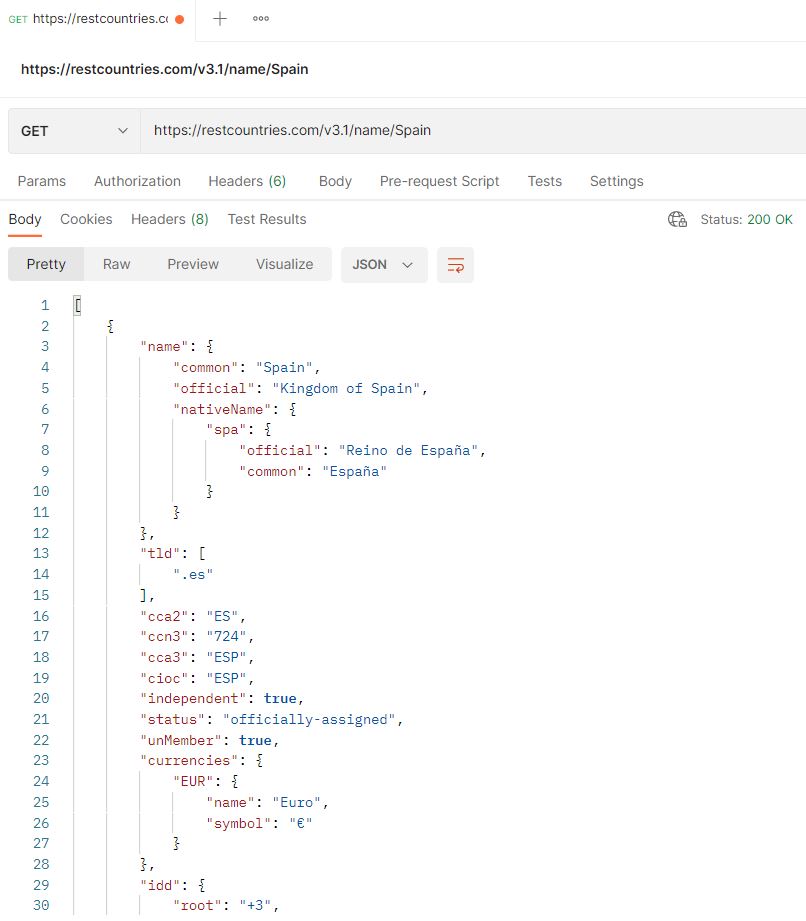 GET https://restcountries.co
https://restcountries.com/v3.1/name/Spain
GET https://restcountries.com/v3.1/name/Spain
Params Authorization Headers (6) Body Pre-request Script Tests Settings
Body Cookies Headers (8) Test Results Status: 200 OK
Pretty Raw Preview Visualize JSON
1 [
2 {
3 "name": {
4 "common": "Spain",
5 "official": "Kingdom of Spain",
6 "nativeName": {
7 "spa": {
8 "official": "Reino de España",
9 "common": "España"
10 }
11 }
12 },
13 "tld": [
14 ".es"
15 ],
16 "cca2": "ES",
17 "ccn3": "724",
18 "cca3": "ESP",
19 "cioc": "ESP",
20 "independent": true,
21 "status": "officially-assigned",
22 "unMember": true,
23 "currencies": {
24 "EUR": {
25 "name": "Euro",
26 "symbol": "€"
27 }
28 },
29 "idd": {
30 "root": "+3",